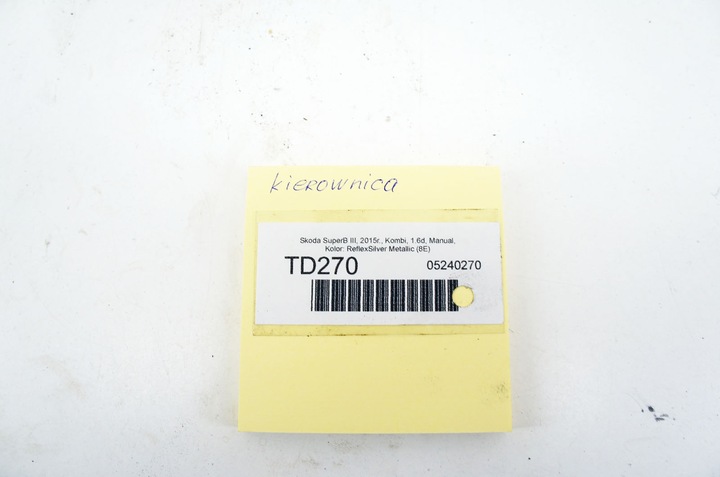 kierownica
Skoda SuperB III, 2015r., Kombi, 1.6d, Manual,
Kolor: ReflexSilver Metallic (8E)
TD270 05240270